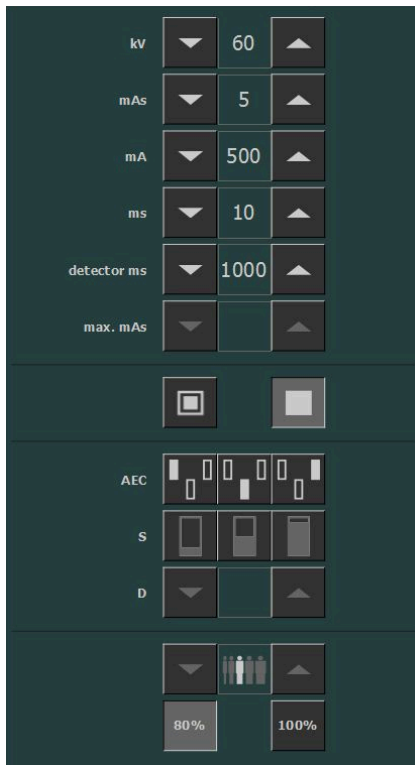 kV 60
mAs 5
mA 500
ms 10
detector ms 1000
max. mAs
AEC
S
D
80% 100%